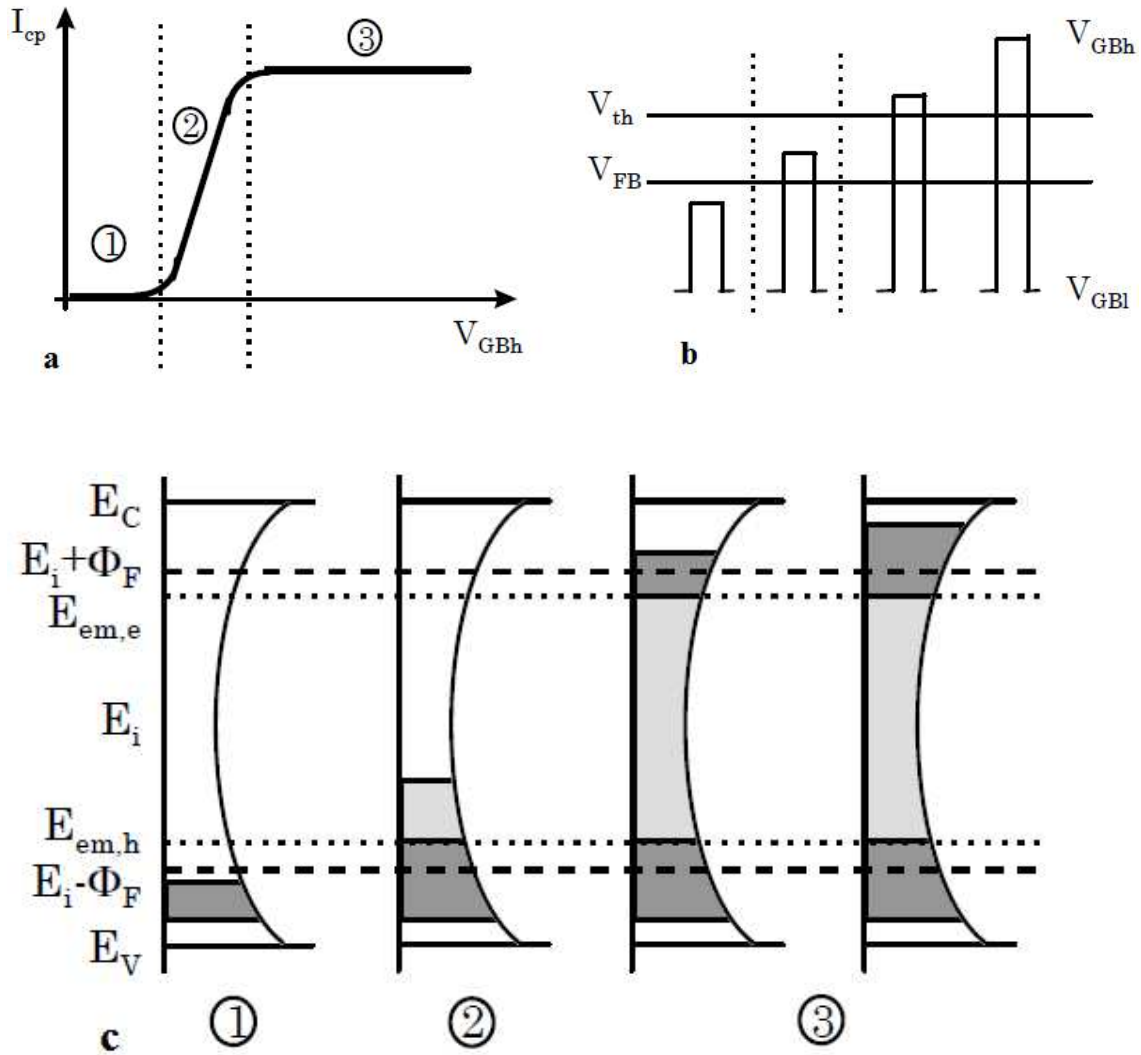 I_cp
③
②
①
V_GBh
a
V_GBh
V_th
V_FB
V_GBl
b
E_C
E_i+Φ_F
E_em,e
E_i
E_em,h
E_i-Φ_F
E_V
① ② ③
c